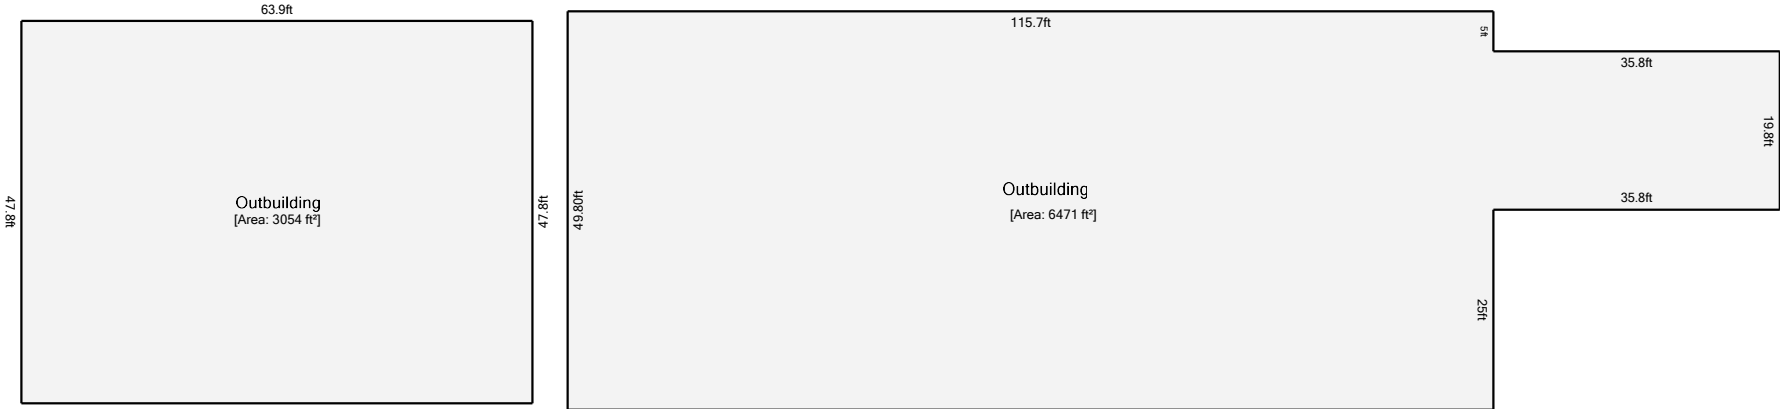 63.9ft
47.8ft
Outbuilding
[Area: 3054 ft²]
47.8ft
115.7ft
5ft
35.8ft
19.8ft
49.80ft
Outbuilding
[Area: 6471 ft²]
35.8ft
25ft